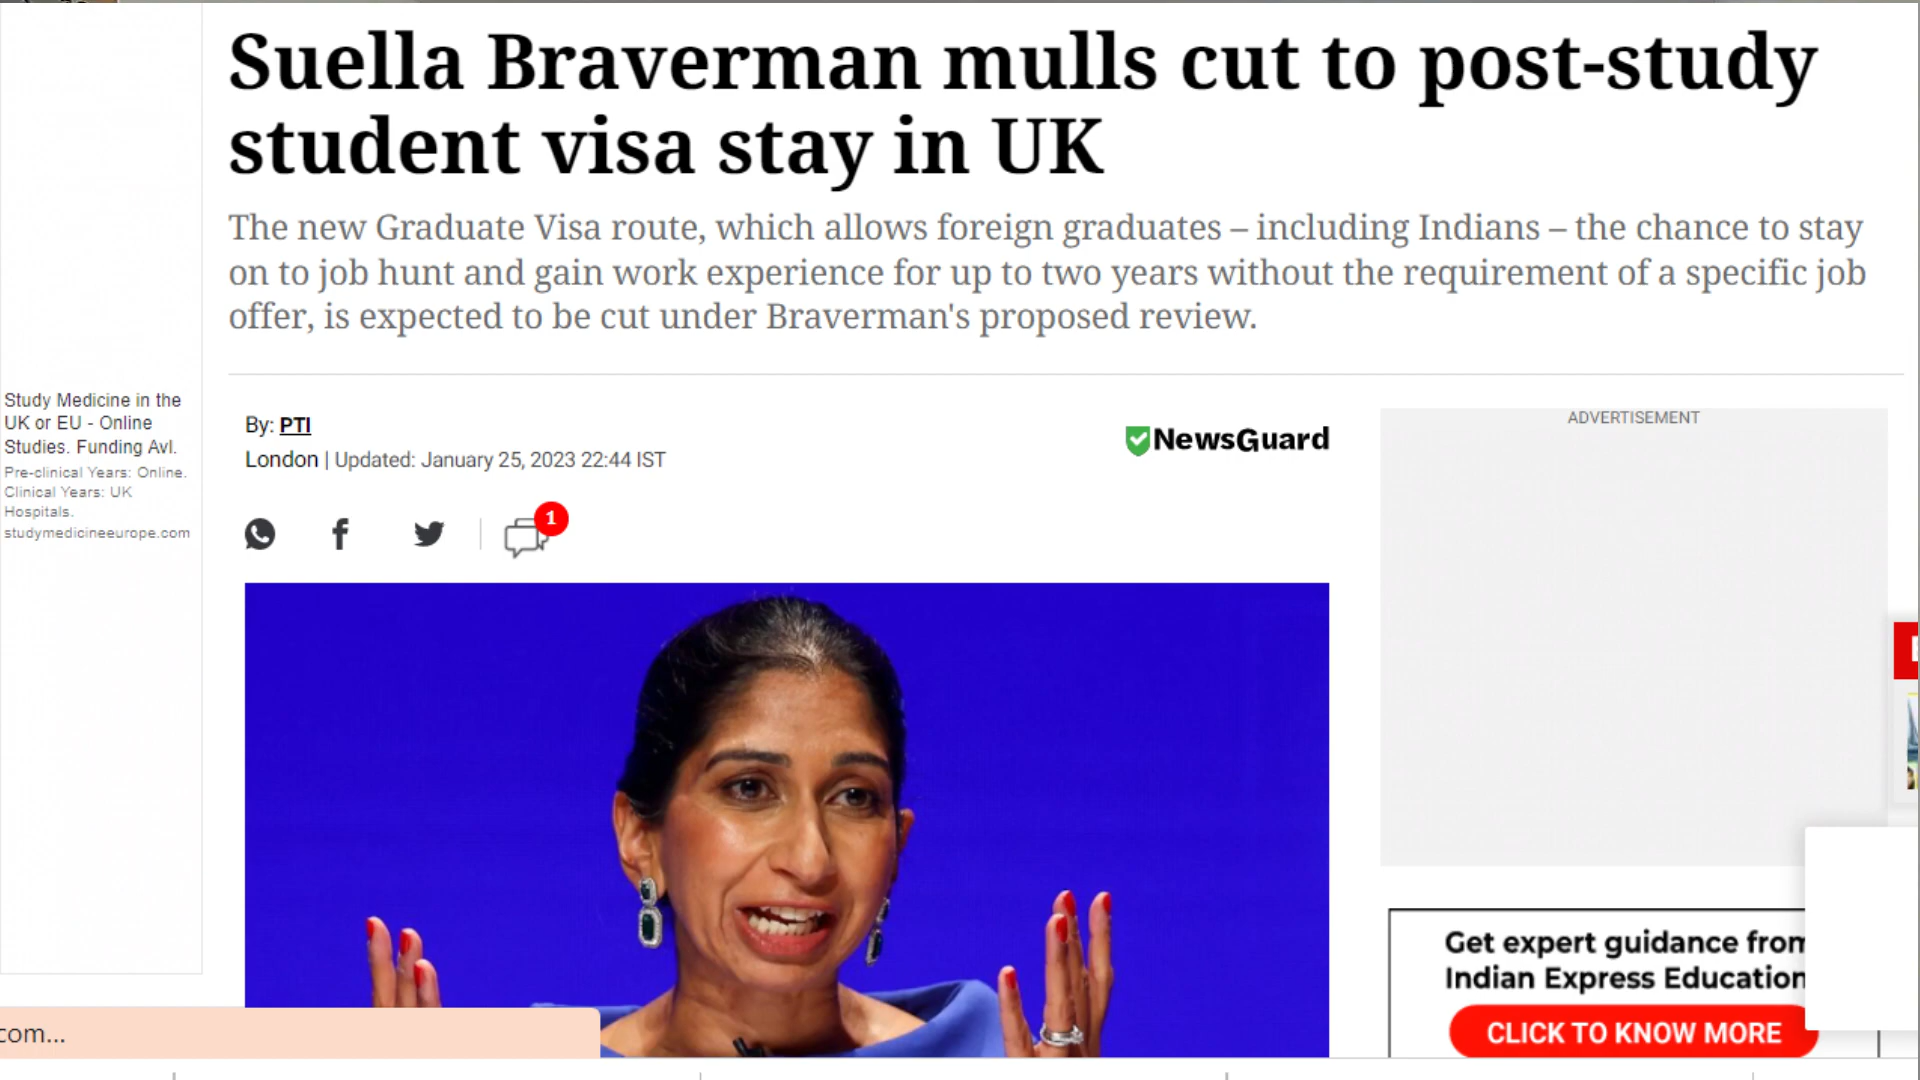 Suella Braverman mulls cut to post-study
student visa stay in UK
The new Graduate Visa route, which allows foreign graduates – including Indians – the chance to stay
on to job hunt and gain work experience for up to two years without the requirement of a specific job
offer, is expected to be cut under Braverman's proposed review.
Study Medicine in the
UK or EU - Online
Studies. Funding Avl.
Pre-clinical Years: Online.
Clinical Years: UK
Hospitals.
studymedicineeurope.com
By: PTI
London | Updated: January 25, 2023 22:44 IST
NewsGuard
1
ADVERTISEMENT
Get expert guidance from
Indian Express Education
CLICK TO KNOW MORE
com...